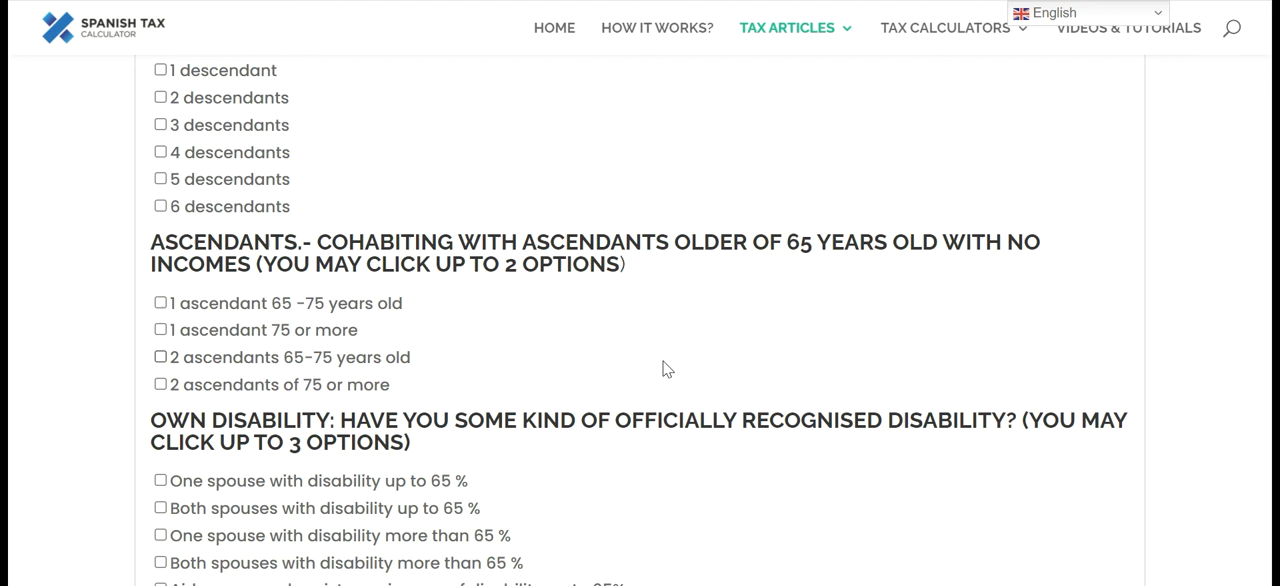 SPANISH TAX
CALCULATOR
HOME
HOW IT WORKS?
TAX ARTICLES
TAX CALCULATORS
VIDEOS & TUTORIALS
English
1 descendant
2 descendants
3 descendants
4 descendants
5 descendants
6 descendants
ASCENDANTS.- COHABITING WITH ASCENDANTS OLDER OF 65 YEARS OLD WITH NO
INCOMES (YOU MAY CLICK UP TO 2 OPTIONS)
1 ascendant 65 -75 years old
1 ascendant 75 or more
2 ascendants 65-75 years old
2 ascendants of 75 or more
OWN DISABILITY: HAVE YOU SOME KIND OF OFFICIALLY RECOGNISED DISABILITY? (YOU MAY
CLICK UP TO 3 OPTIONS)
One spouse with disability up to 65 %
Both spouses with disability up to 65 %
One spouse with disability more than 65 %
Both spouses with disability more than 65 %